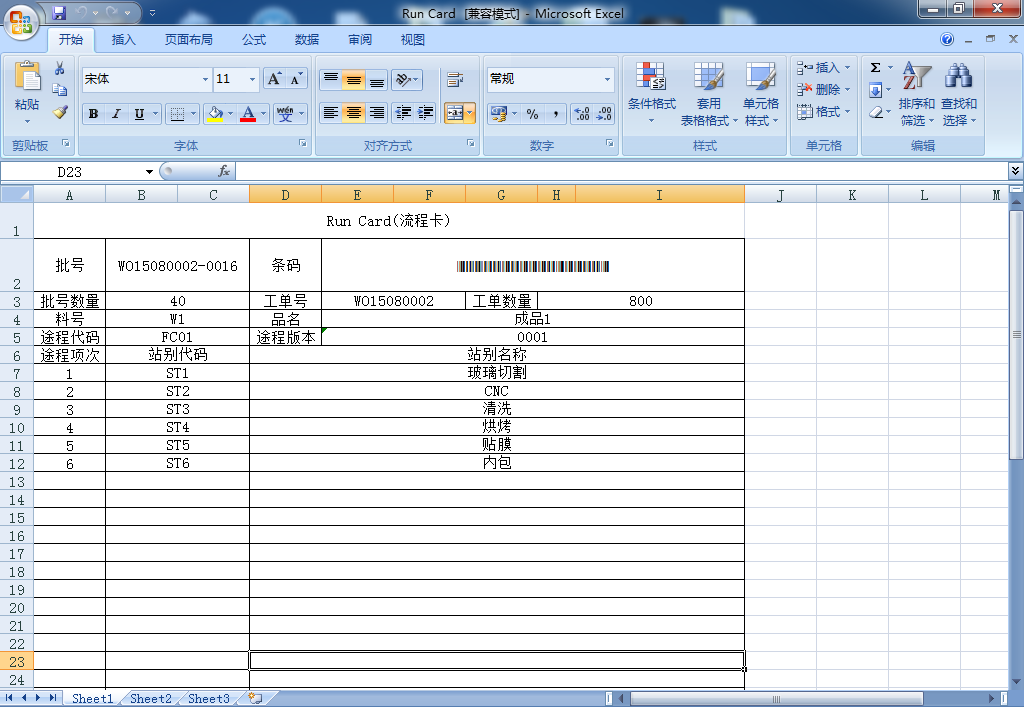 Run Card [兼容模式] - Microsoft Excel
开始 插入 页面布局 公式 数据 审阅 视图
粘贴
剪贴板
宋体 11
B I U wén 变
字体
对齐方式
常规
% , .00
数字
条件格式
套用
表格格式
单元格
样式
样式
插入
删除
格式
单元格
Σ
排序和
筛选
查找和
选择
编辑
D23 fx
A B C D E F G H I J K L M
1 Run Card(流程卡)
2 批号 WO15080002-0016 条码
3 批号数量 40 工单号 WO15080002 工单数量 800
4 料号 W1 品名 成品1
5 途程代码 FC01 途程版本 0001
6 途程项次 站别代码 站别名称
7 1 ST1 玻璃切割
8 2 ST2 CNC
9 3 ST3 清洗
10 4 ST4 烘烤
11 5 ST5 贴膜
12 6 ST6 内包
13
14
15
16
17
18
19
20
21
22
23
24
Sheet1 Sheet2 Sheet3